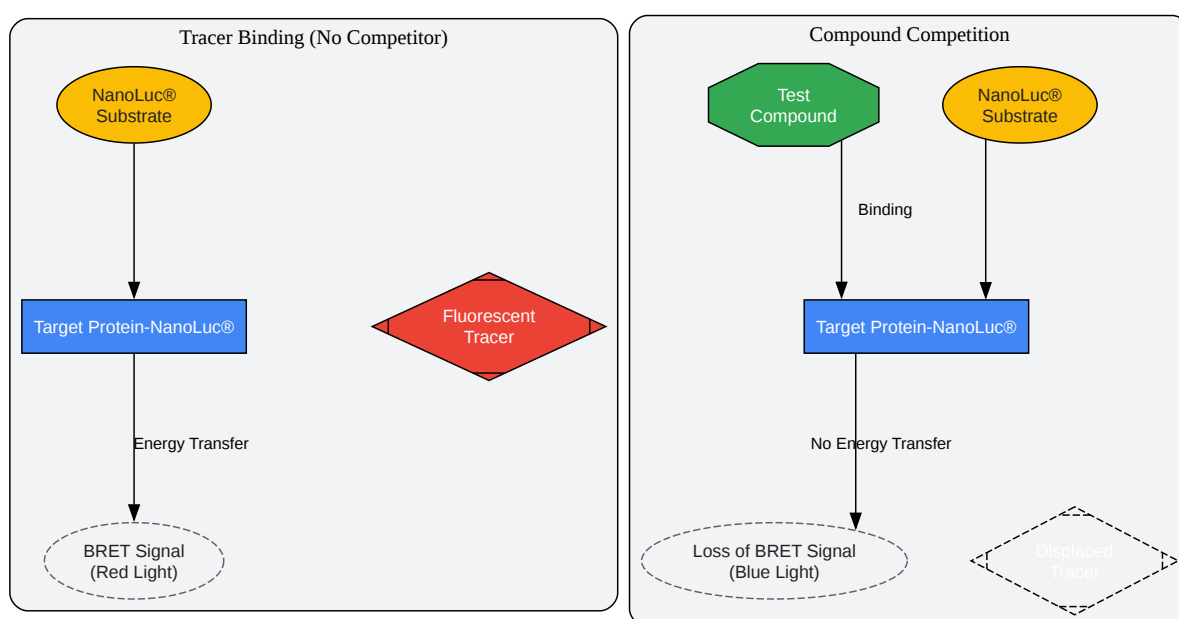 Tracer Binding (No Competitor)
NanoLuc®
Substrate
Target Protein-NanoLuc®
Fluorescent
Tracer
Energy Transfer
BRET Signal
(Red Light)
Compound Competition
Test
Compound
NanoLuc®
Substrate
Binding
Target Protein-NanoLuc®
No Energy Transfer
Loss of BRET Signal
(Blue Light)
Displaced
Tracer